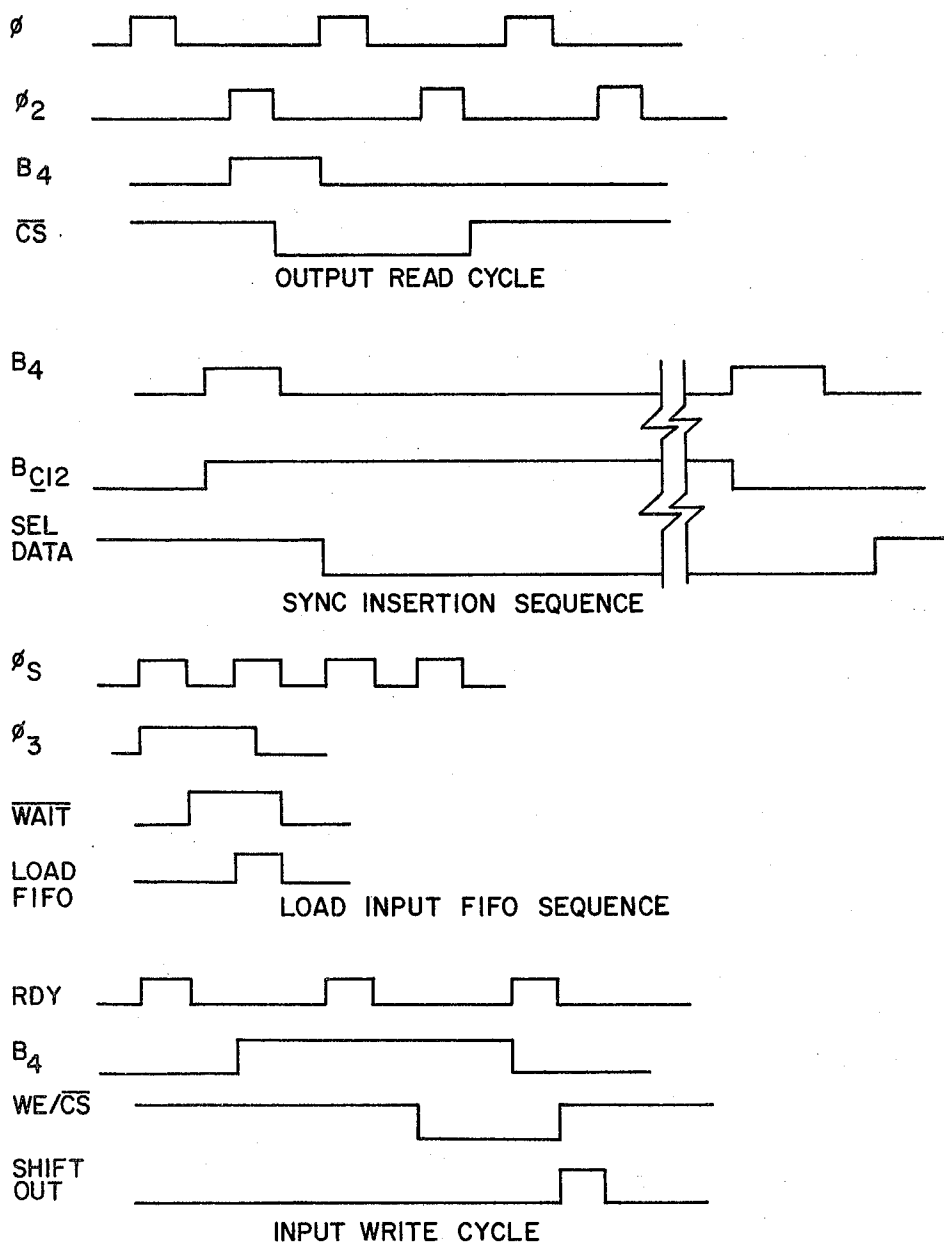 ø
ø2
B4
CS
OUTPUT READ CYCLE
B4
BC12
SEL
DATA
SYNC INSERTION SEQUENCE
øS
ø3
WAIT
LOAD
FIFO
LOAD INPUT FIFO SEQUENCE
RDY
B4
WE/CS
SHIFT
OUT
INPUT WRITE CYCLE